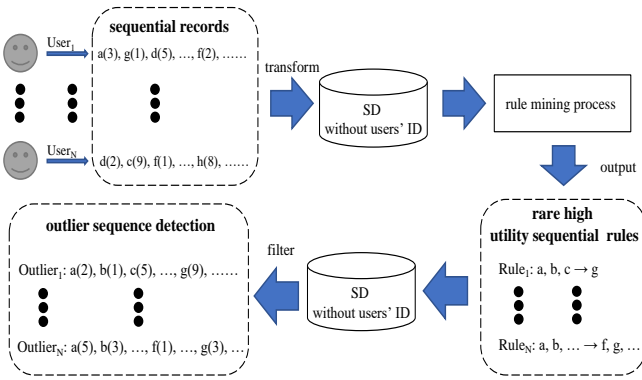 sequential records
User1
a(3), g(1), d(5), …, f(2), ……
UserN
d(2), c(9), f(1), …, h(8), ……
transform
SD
without users' ID
rule mining process
output
rare high
utility sequential rules
Rule1: a, b, c → g
RuleN: a, b, … → f, g, …
SD
without users' ID
filter
outlier sequence detection
Outlier1: a(2), b(1), c(5), …, g(9), ……
OutlierN: a(5), b(3), …, f(1), …, g(3), …